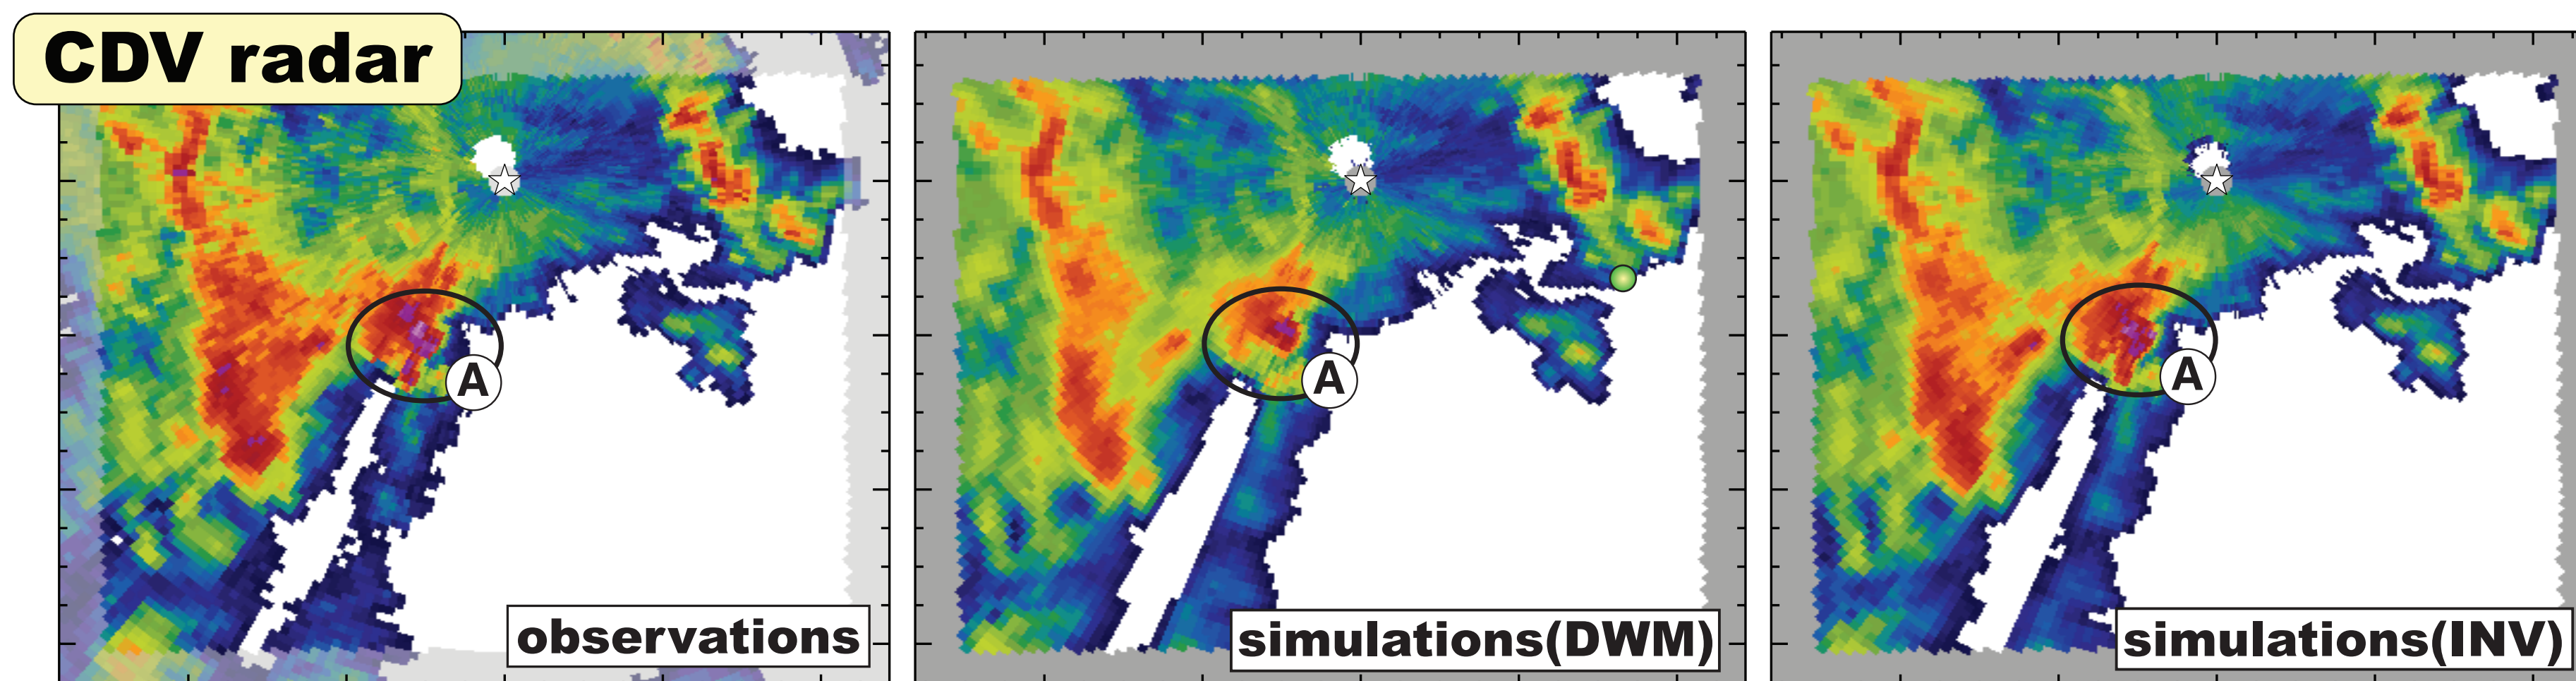 CDV radar
A
A
A
observations
simulations(DWM)
simulations(INV)